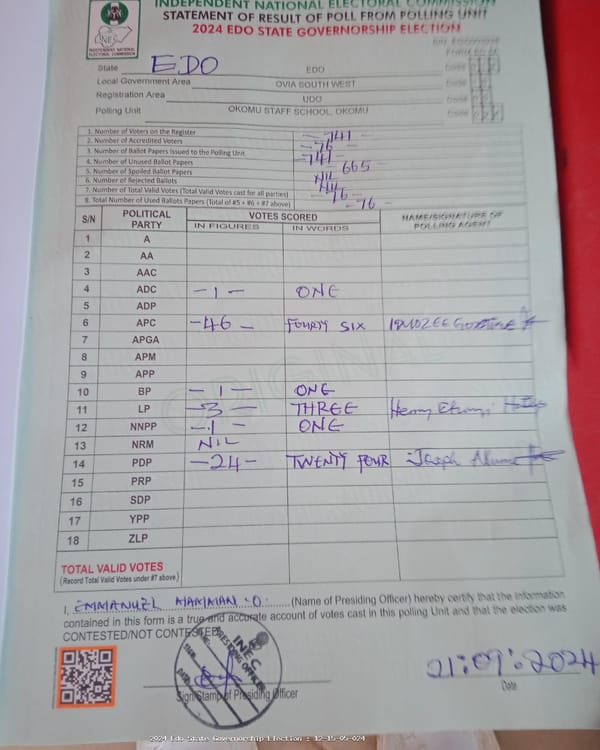 INDEPENDENT NATIONAL ELECTORAL COMMISSION
STATEMENT OF RESULT OF POLL FROM POLLING UNIT
2024 EDO STATE GOVERNORSHIP ELECTION
INEC
INDEPENDENT NATIONAL ELECTORAL COMMISSION
State EDO EDO Code
Local Government Area OVIA SOUTH WEST Code
Registration Area UDO Code
Polling Unit OKOMU STAFF SCHOOL, OKOMU Code
1. Number of Voters on the Register -741-
2. Number of Accredited Voters -76-
3. Number of Ballot Papers Issued to the Polling Unit -741-
4. Number of Unused Ballot Papers -665
5. Number of Spoiled Ballot Papers NIL
6. Number of Rejected Ballots
7. Number of Total Valid Votes (Total Valid Votes cast for all parties) -76-
8. Total Number of Used Ballots Papers (Total of #5 + #6 + #7 above) -76-
S/N POLITICAL PARTY VOTES SCORED NAME/SIGNATURE OF POLLING AGENT
IN FIGURES IN WORDS
1 A
2 AA
3 AAC
4 ADC -1- ONE
5 ADP
6 APC -46- FOURTY SIX
7 APGA
8 APM
9 APP
10 BP -1- ONE
11 LP -3- THREE Henry
12 NNPP -1- ONE
13 NRM NIL
14 PDP -24- TWENTY FOUR Joseph
15 PRP
16 SDP
17 YPP
18 ZLP
TOTAL VALID VOTES
(Record Total Valid Votes under #7 above)
I, EMMANUEL O. (Name of Presiding Officer) hereby certify that the information
contained in this form is a true and accurate account of votes cast in this polling Unit and that the election was
CONTESTED/NOT CONTESTED
INEC
PRESIDING OFFICER
21:09:2024
Sign/Stamp of Presiding Officer Date
2024 Edo State Governorship Election : 12-15-05-024